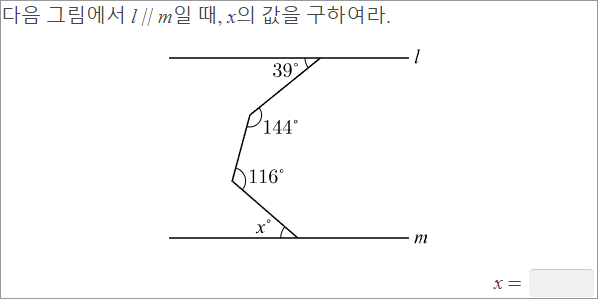 다음 그림에서 l // m일 때, x의 값을 구하여라.
l
39°
144°
116°
x°
m
x =